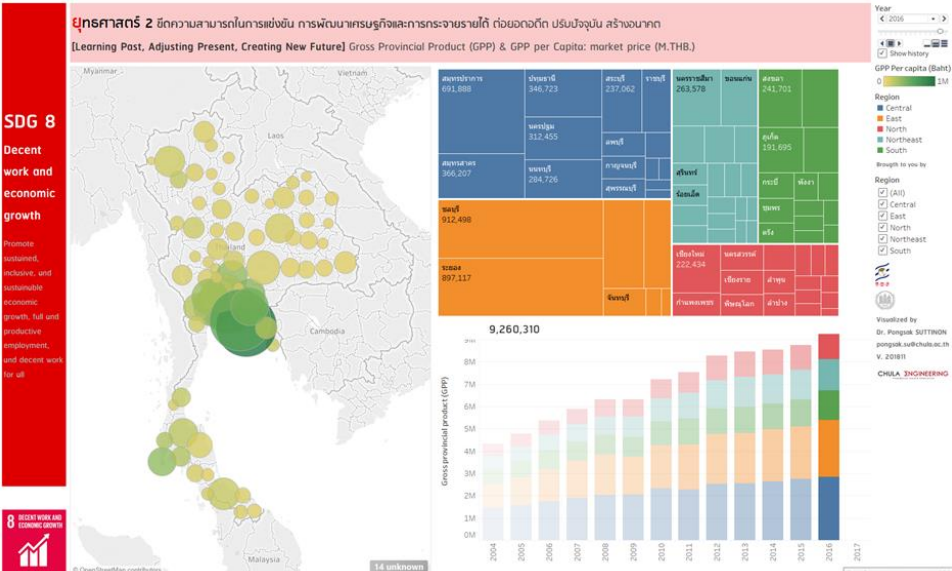 ยุทธศาสตร์ 2 ขีดความสามารถในการแข่งขัน การพัฒนาเศรษฐกิจและการกระจายรายได้ ต่อยอดอดีต ปรับปัจจุบัน สร้างอนาคต
[Learning Past, Adjusting Present, Creating New Future] Gross Provincial Product (GPP) & GPP per Capita: market price (M.THB.)
SDG 8
Decent
work and
economic
growth
Promote
sustained,
inclusive, and
sustainable
economic
growth, full und
productive
employment,
und decent work
for all
8 DECENT WORK AND
ECONOMIC GROWTH
Myanmar
Vietnam
Laos
Thailand
Cambodia
Malaysia
© OpenStreetMap contributors
14 unknown
สมุทรปราการ
691,888
สมุทรสาคร
366,207
ปทุมธานี
346,723
นครปฐม
312,455
นนทบุรี
284,726
สระบุรี
237,062
ราชบุรี
ลพบุรี
กาญจนบุรี
สุพรรณบุรี
ชลบุรี
912,498
ระยอง
897,117
จันทบุรี
นครราชสีมา
263,578
ขอนแก่น
สุรินทร์
ร้อยเอ็ด
สงขลา
241,701
ภูเก็ต
191,695
กระบี่
พังงา
ชุมพร
ตรัง
เชียงใหม่
222,434
นครสวรรค์
เชียงราย
ลำพูน
กำแพงเพชร
พิษณุโลก
ลำปาง
9,260,310
Gross provincial product (GPP)
9M
8M
7M
6M
5M
4M
3M
2M
1M
0M
2004
2005
2006
2007
2008
2009
2010
2011
2012
2013
2014
2015
2016
2017
Year
2016
Show history
GPP Per capita (Baht)
0
1M
Region
Central
East
North
Northeast
South
Brought to you by
Region
(All)
Central
East
North
Northeast
South
Visualized by
Dr. Pongsak SUTTINON
pongsak.su@chula.ac.th
V. 201811
CHULA ENGINEERING